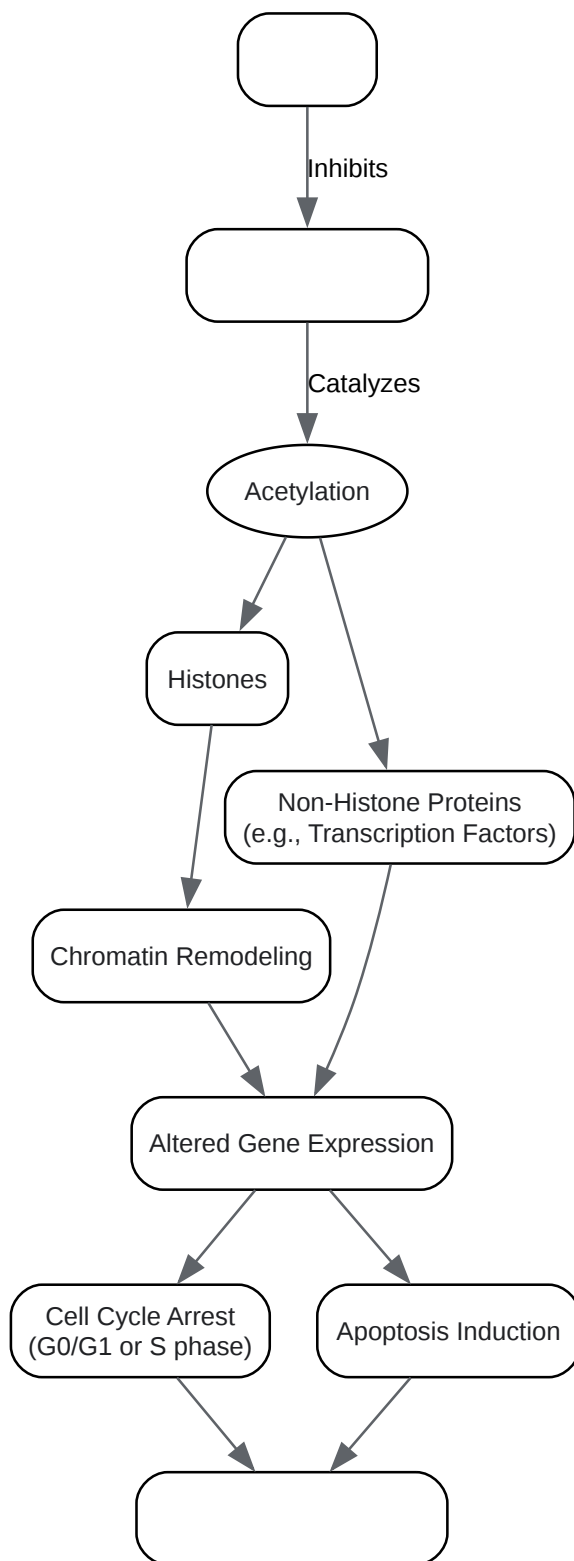 Inhibits
Catalyzes
Acetylation
Histones
Non-Histone Proteins
(e.g., Transcription Factors)
Chromatin Remodeling
Altered Gene Expression
Cell Cycle Arrest
(G0/G1 or S phase)
Apoptosis Induction